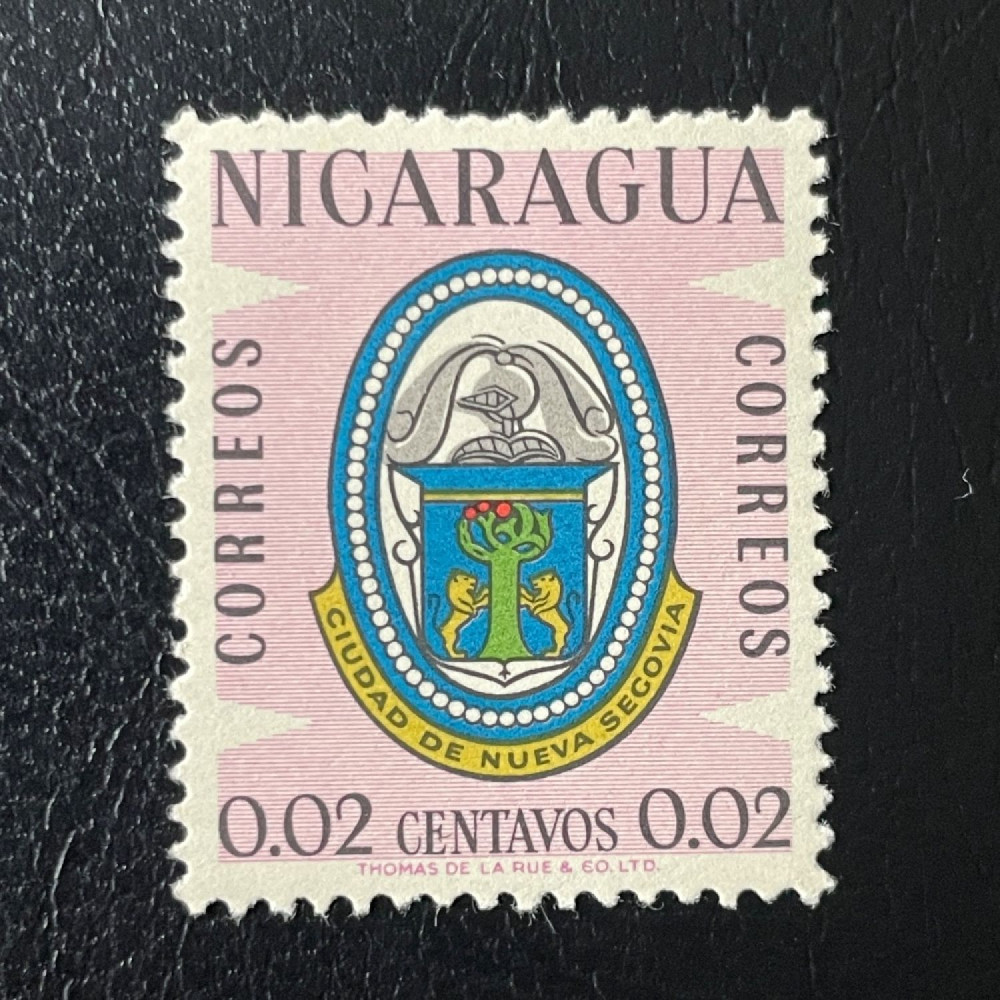 NICARAGUA
CORREOS
CORREOS
CIUDAD DE NUEVA SEGOVIA
0.02 CENTAVOS 0.02
THOMAS DE LA RUE & CO. LTD.